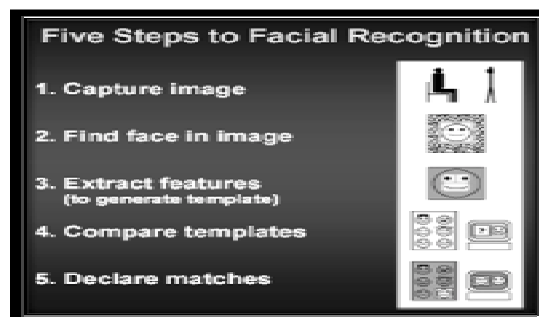 Five Steps to Facial Recognition
1. Capture image
2. Find face in image
3. Extract features
(to generate template)
4. Compare templates
5. Declare matches